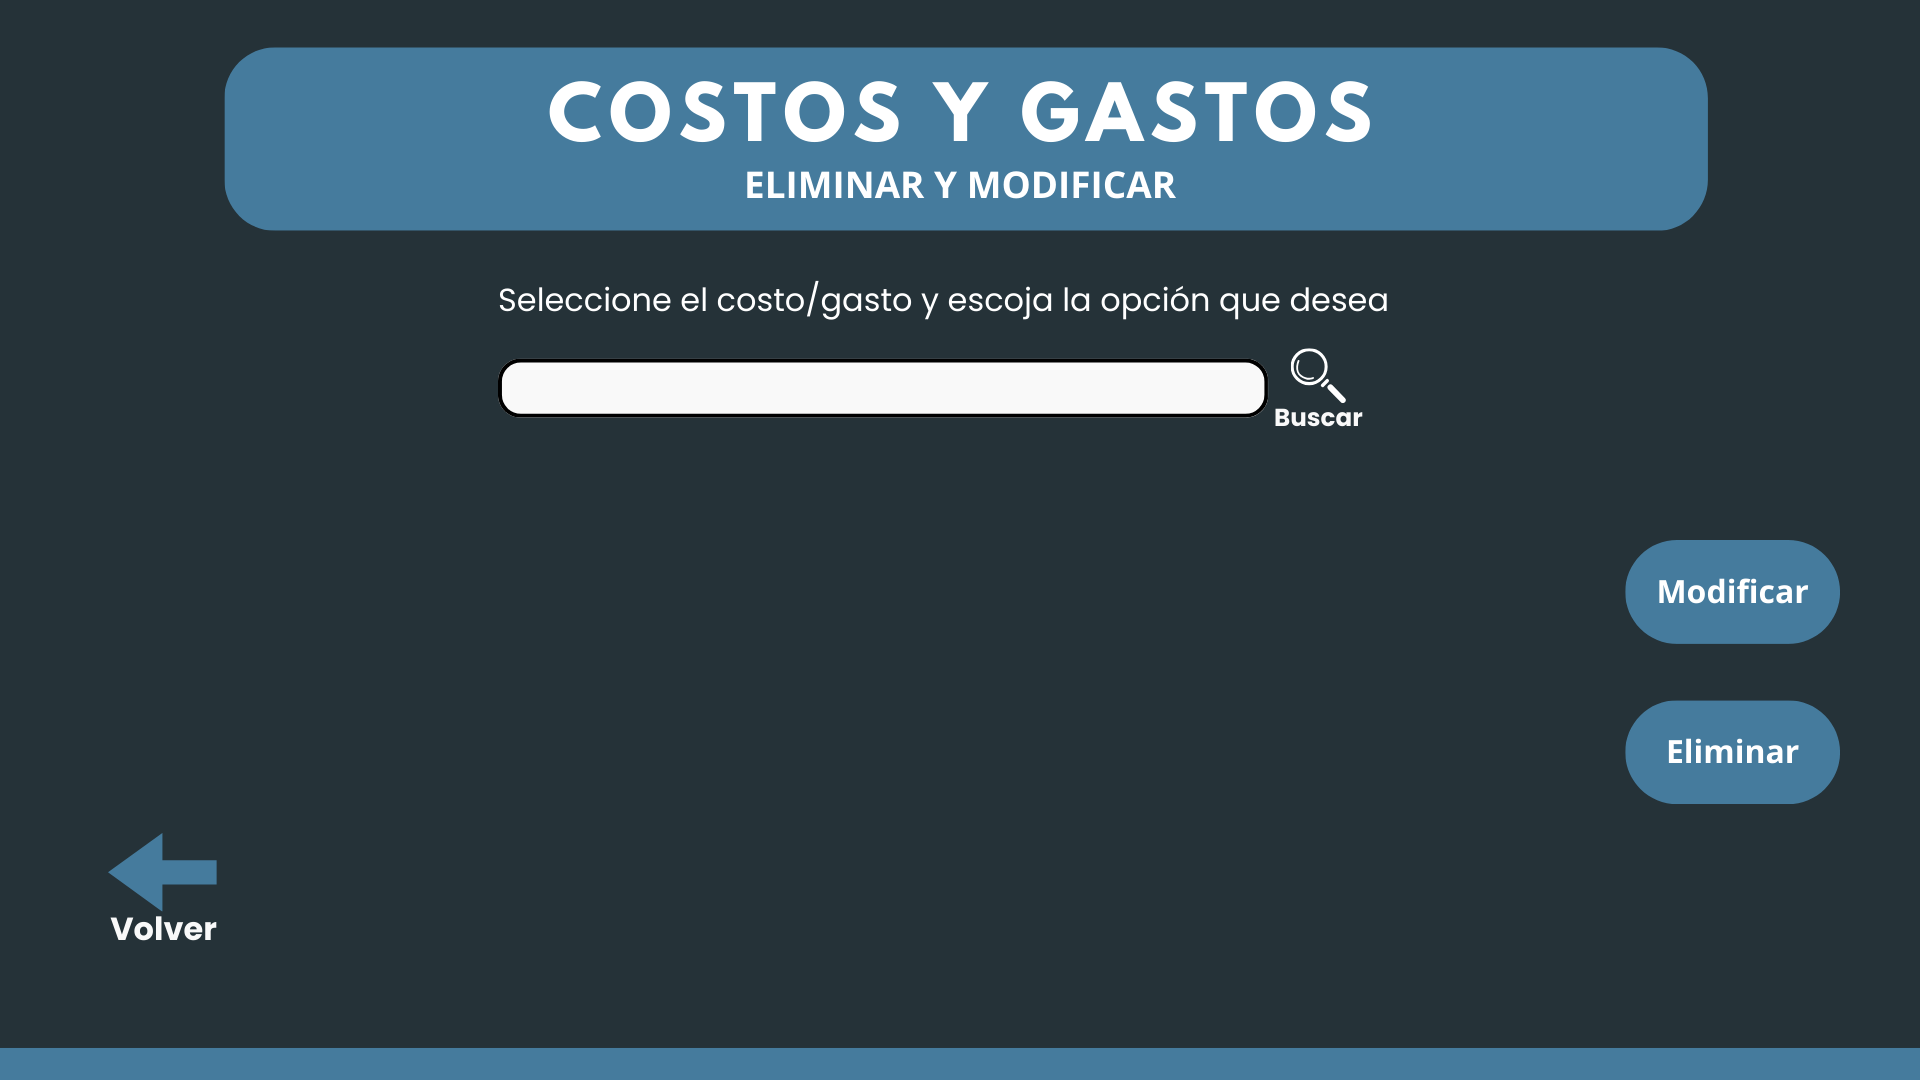 COSTOS Y GASTOS
ELIMINAR Y MODIFICAR
Seleccione el costo/gasto y escoja la opción que desea
Buscar
Modificar
Eliminar
Volver